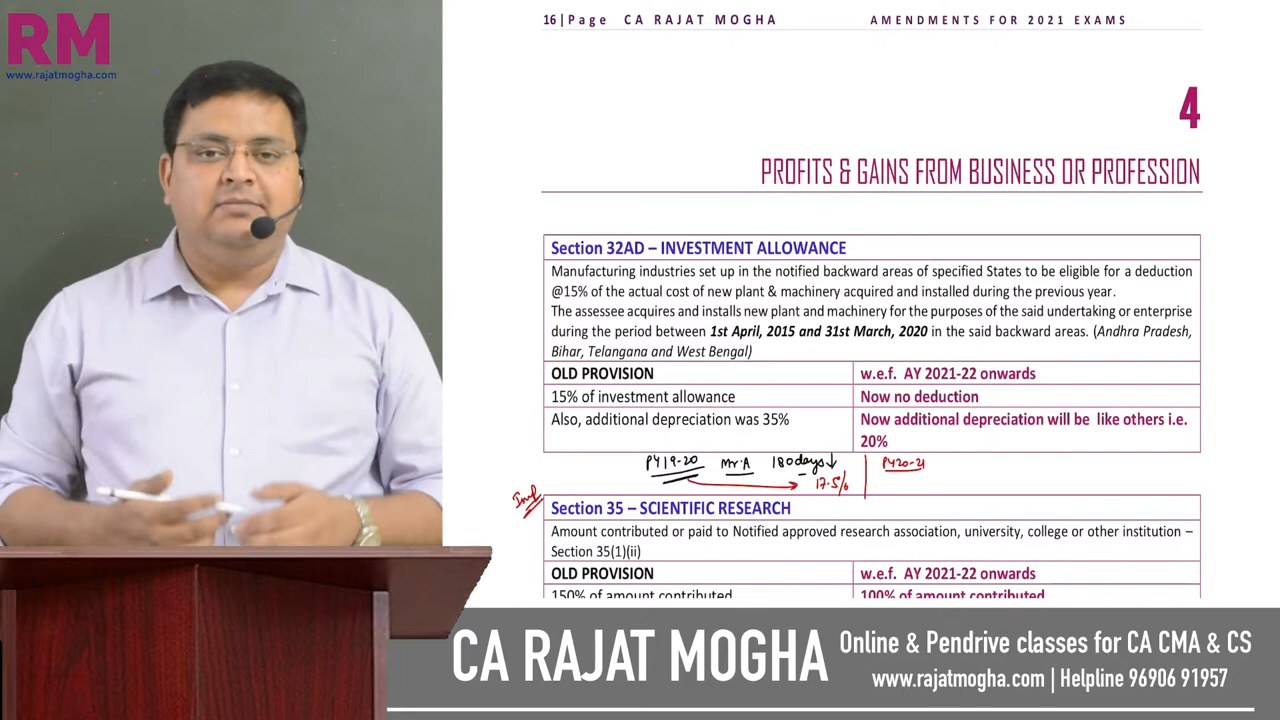 RM
www.rajatmogha.com
16|Page CA RAJAT MOGHA AMENDMENTS FOR 2021 EXAMS
4
PROFITS & GAINS FROM BUSINESS OR PROFESSION
Section 32AD – INVESTMENT ALLOWANCE
Manufacturing industries set up in the notified backward areas of specified States to be eligible for a deduction
@15% of the actual cost of new plant & machinery acquired and installed during the previous year.
The assessee acquires and installs new plant and machinery for the purposes of the said undertaking or enterprise
during the period between 1st April, 2015 and 31st March, 2020 in the said backward areas. (Andhra Pradesh,
Bihar, Telangana and West Bengal)
OLD PROVISION w.e.f. AY 2021-22 onwards
15% of investment allowance Now no deduction
Also, additional depreciation was 35% Now additional depreciation will be like others i.e.
20%
PY19-20 Mr.A 180days↓ PY20-21
17.5%
Imp
Section 35 – SCIENTIFIC RESEARCH
Amount contributed or paid to Notified approved research association, university, college or other institution –
Section 35(1)(ii)
OLD PROVISION w.e.f. AY 2021-22 onwards
150% of amount contributed 100% of amount contributed
CA RAJAT MOGHA
Online & Pendrive classes for CA CMA & CS
www.rajatmogha.com | Helpline 96906 91957